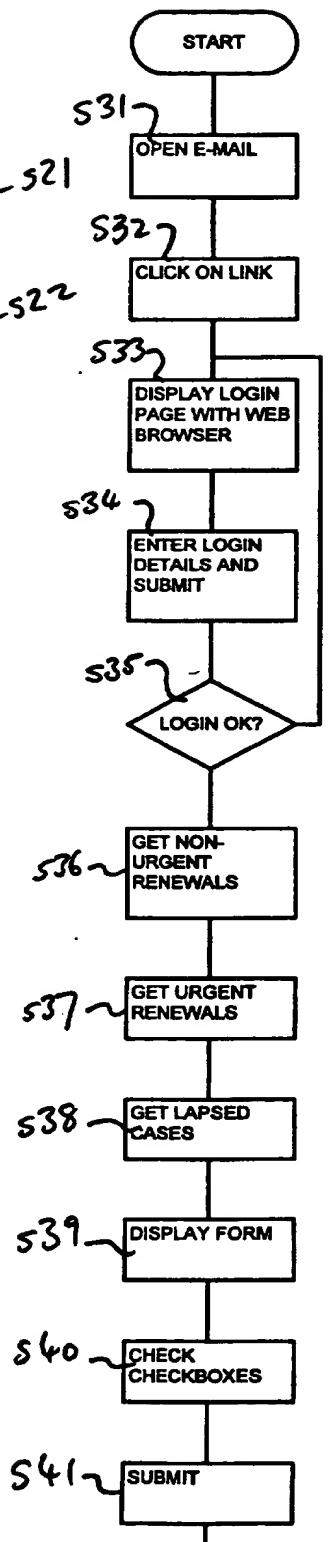 START
s31
OPEN E-MAIL
s21
s32
CLICK ON LINK
s22
s33
DISPLAY LOGIN
PAGE WITH WEB
BROWSER
s34
ENTER LOGIN
DETAILS AND
SUBMIT
s35
LOGIN OK?
GET NON-
URGENT
RENEWALS
s36
GET URGENT
RENEWALS
s37
GET LAPSED
CASES
s38
DISPLAY FORM
s39
CHECK
CHECKBOXES
s40
SUBMIT
s41